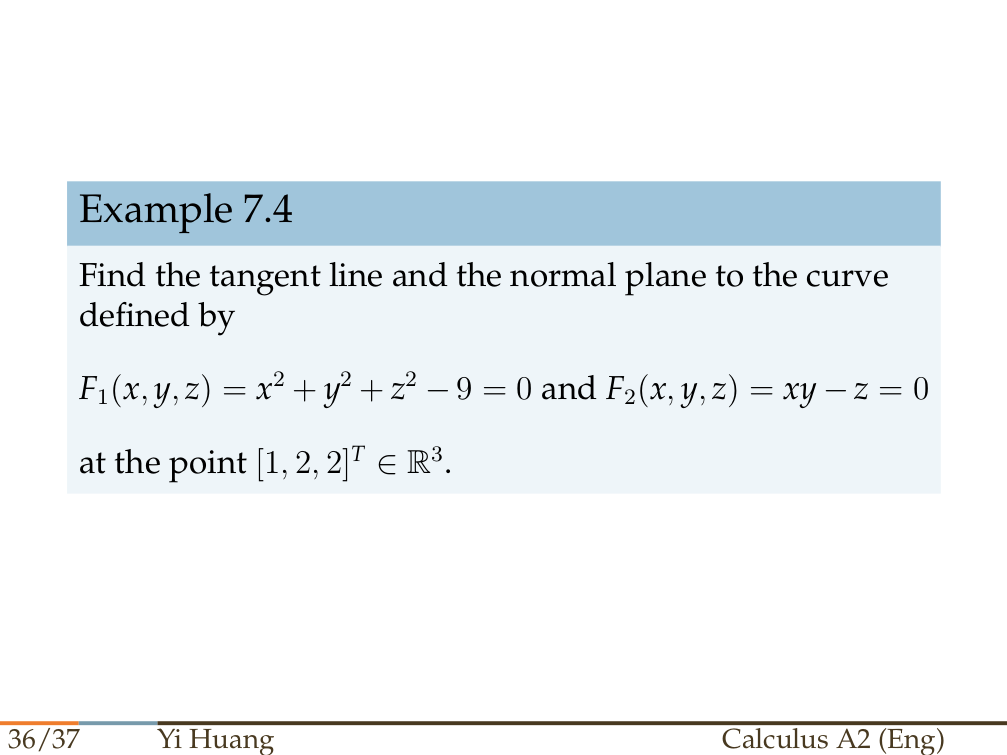 Example 7.4
Find the tangent line and the normal plane to the curve
defined by
F₁(x, y, z) = x² + y² + z² − 9 = 0 and F₂(x, y, z) = xy − z = 0
at the point [1, 2, 2]ᵀ ∈ ℝ³.
36/37 Yi Huang Calculus A2 (Eng)